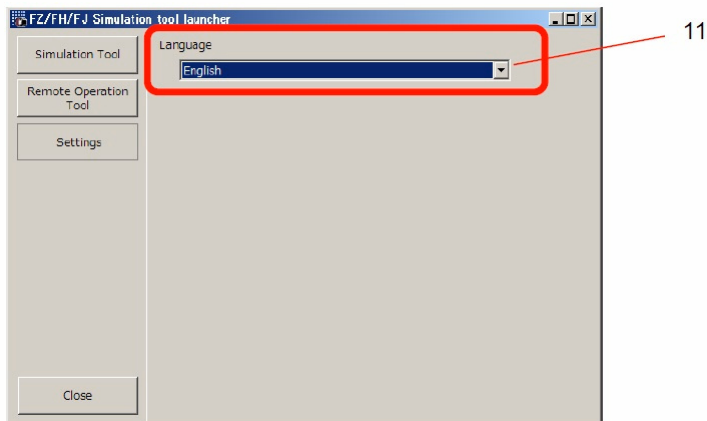 FZ/FH/FJ Simulation tool launcher
11
Language
English
Simulation Tool
Remote Operation
Tool
Settings
Close